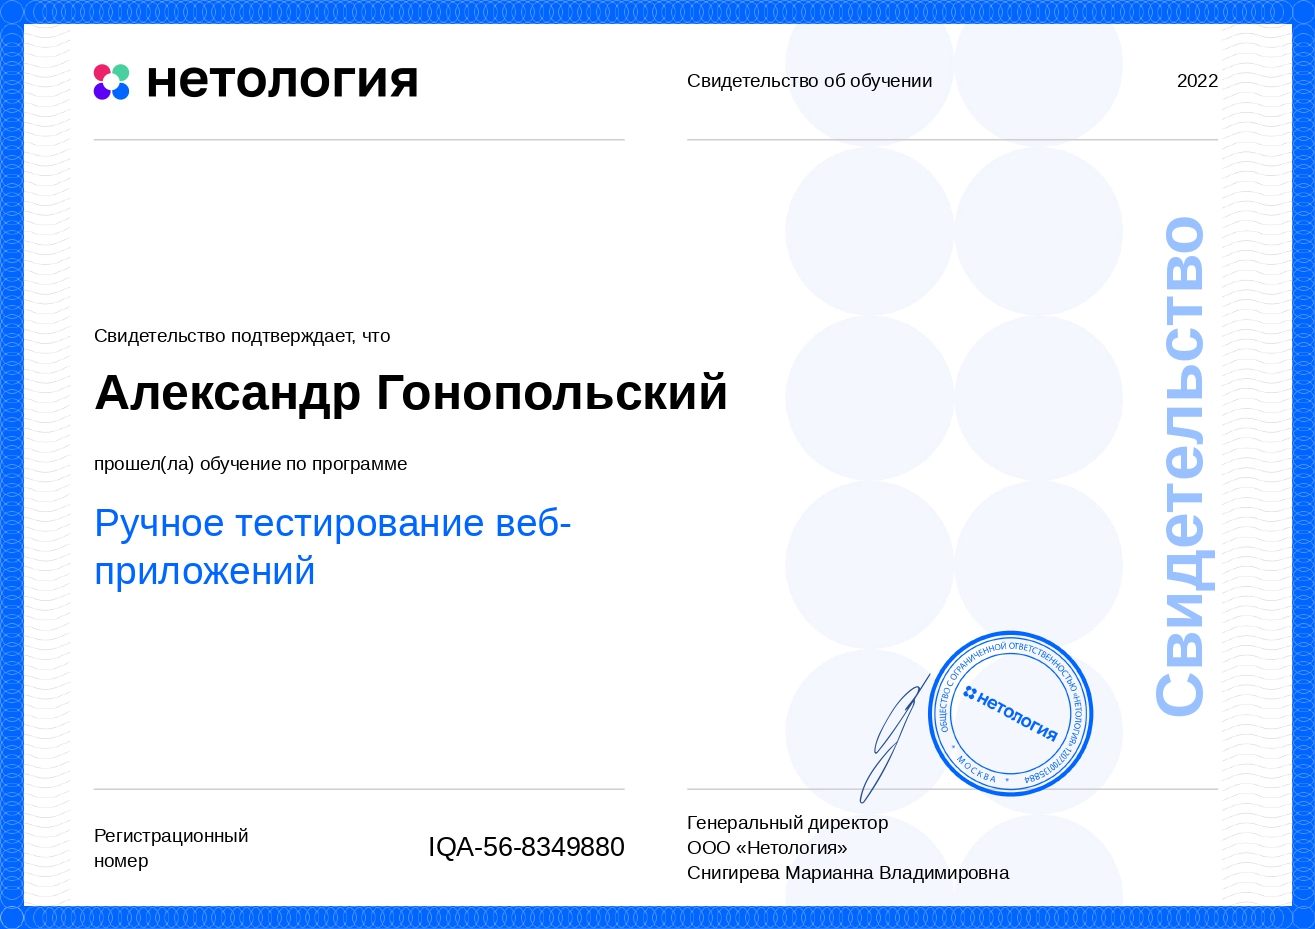 нетология
Свидетельство об обучении
2022
Свидетельство подтверждает, что
Александр Гонопольский
прошел(ла) обучение по программе
Ручное тестирование веб-
приложений
Свидетельство
ОБЩЕСТВО С ОГРАНИЧЕННОЙ ОТВЕТСТВЕННОСТЬЮ «НЕТОЛОГИЯ» 1207700135884
* МОСКВА *
нетология
Регистрационный
номер
IQA-56-8349880
Генеральный директор
ООО «Нетология»
Снигирева Марианна Владимировна